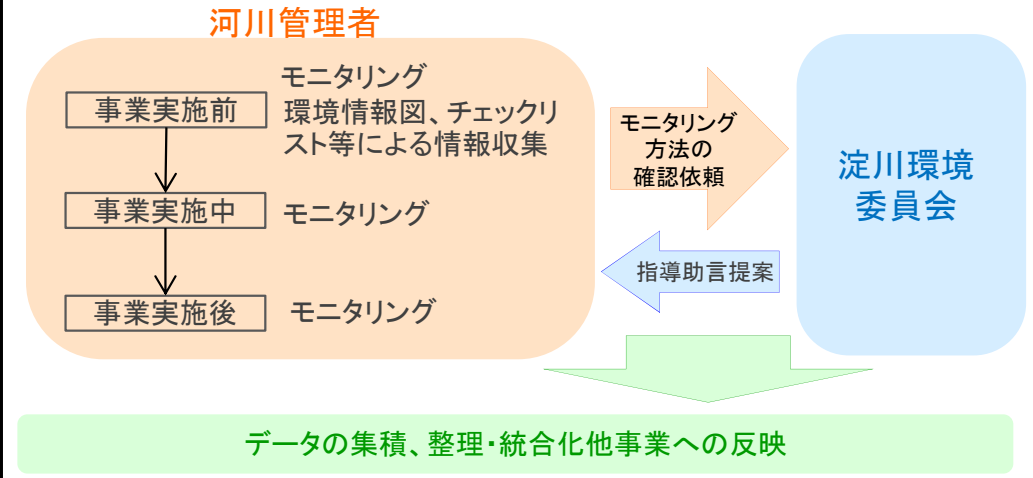 河川管理者
事業実施前
モニタリング
環境情報図、チェックリ
スト等による情報収集
事業実施中
モニタリング
事業実施後
モニタリング
モニタリング
方法の
確認依頼
指導助言提案
淀川環境
委員会
データの集積、整理・統合化他事業への反映